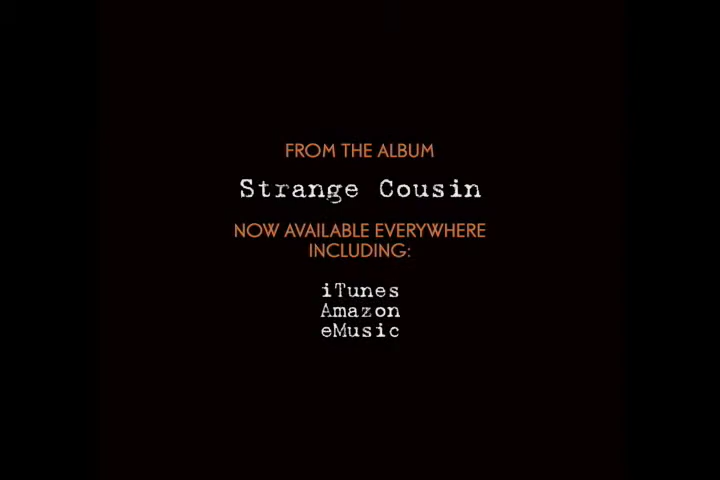 FROM THE ALBUM
Strange Cousin
NOW AVAILABLE EVERYWHERE
INCLUDING:
iTunes
Amazon
eMusic